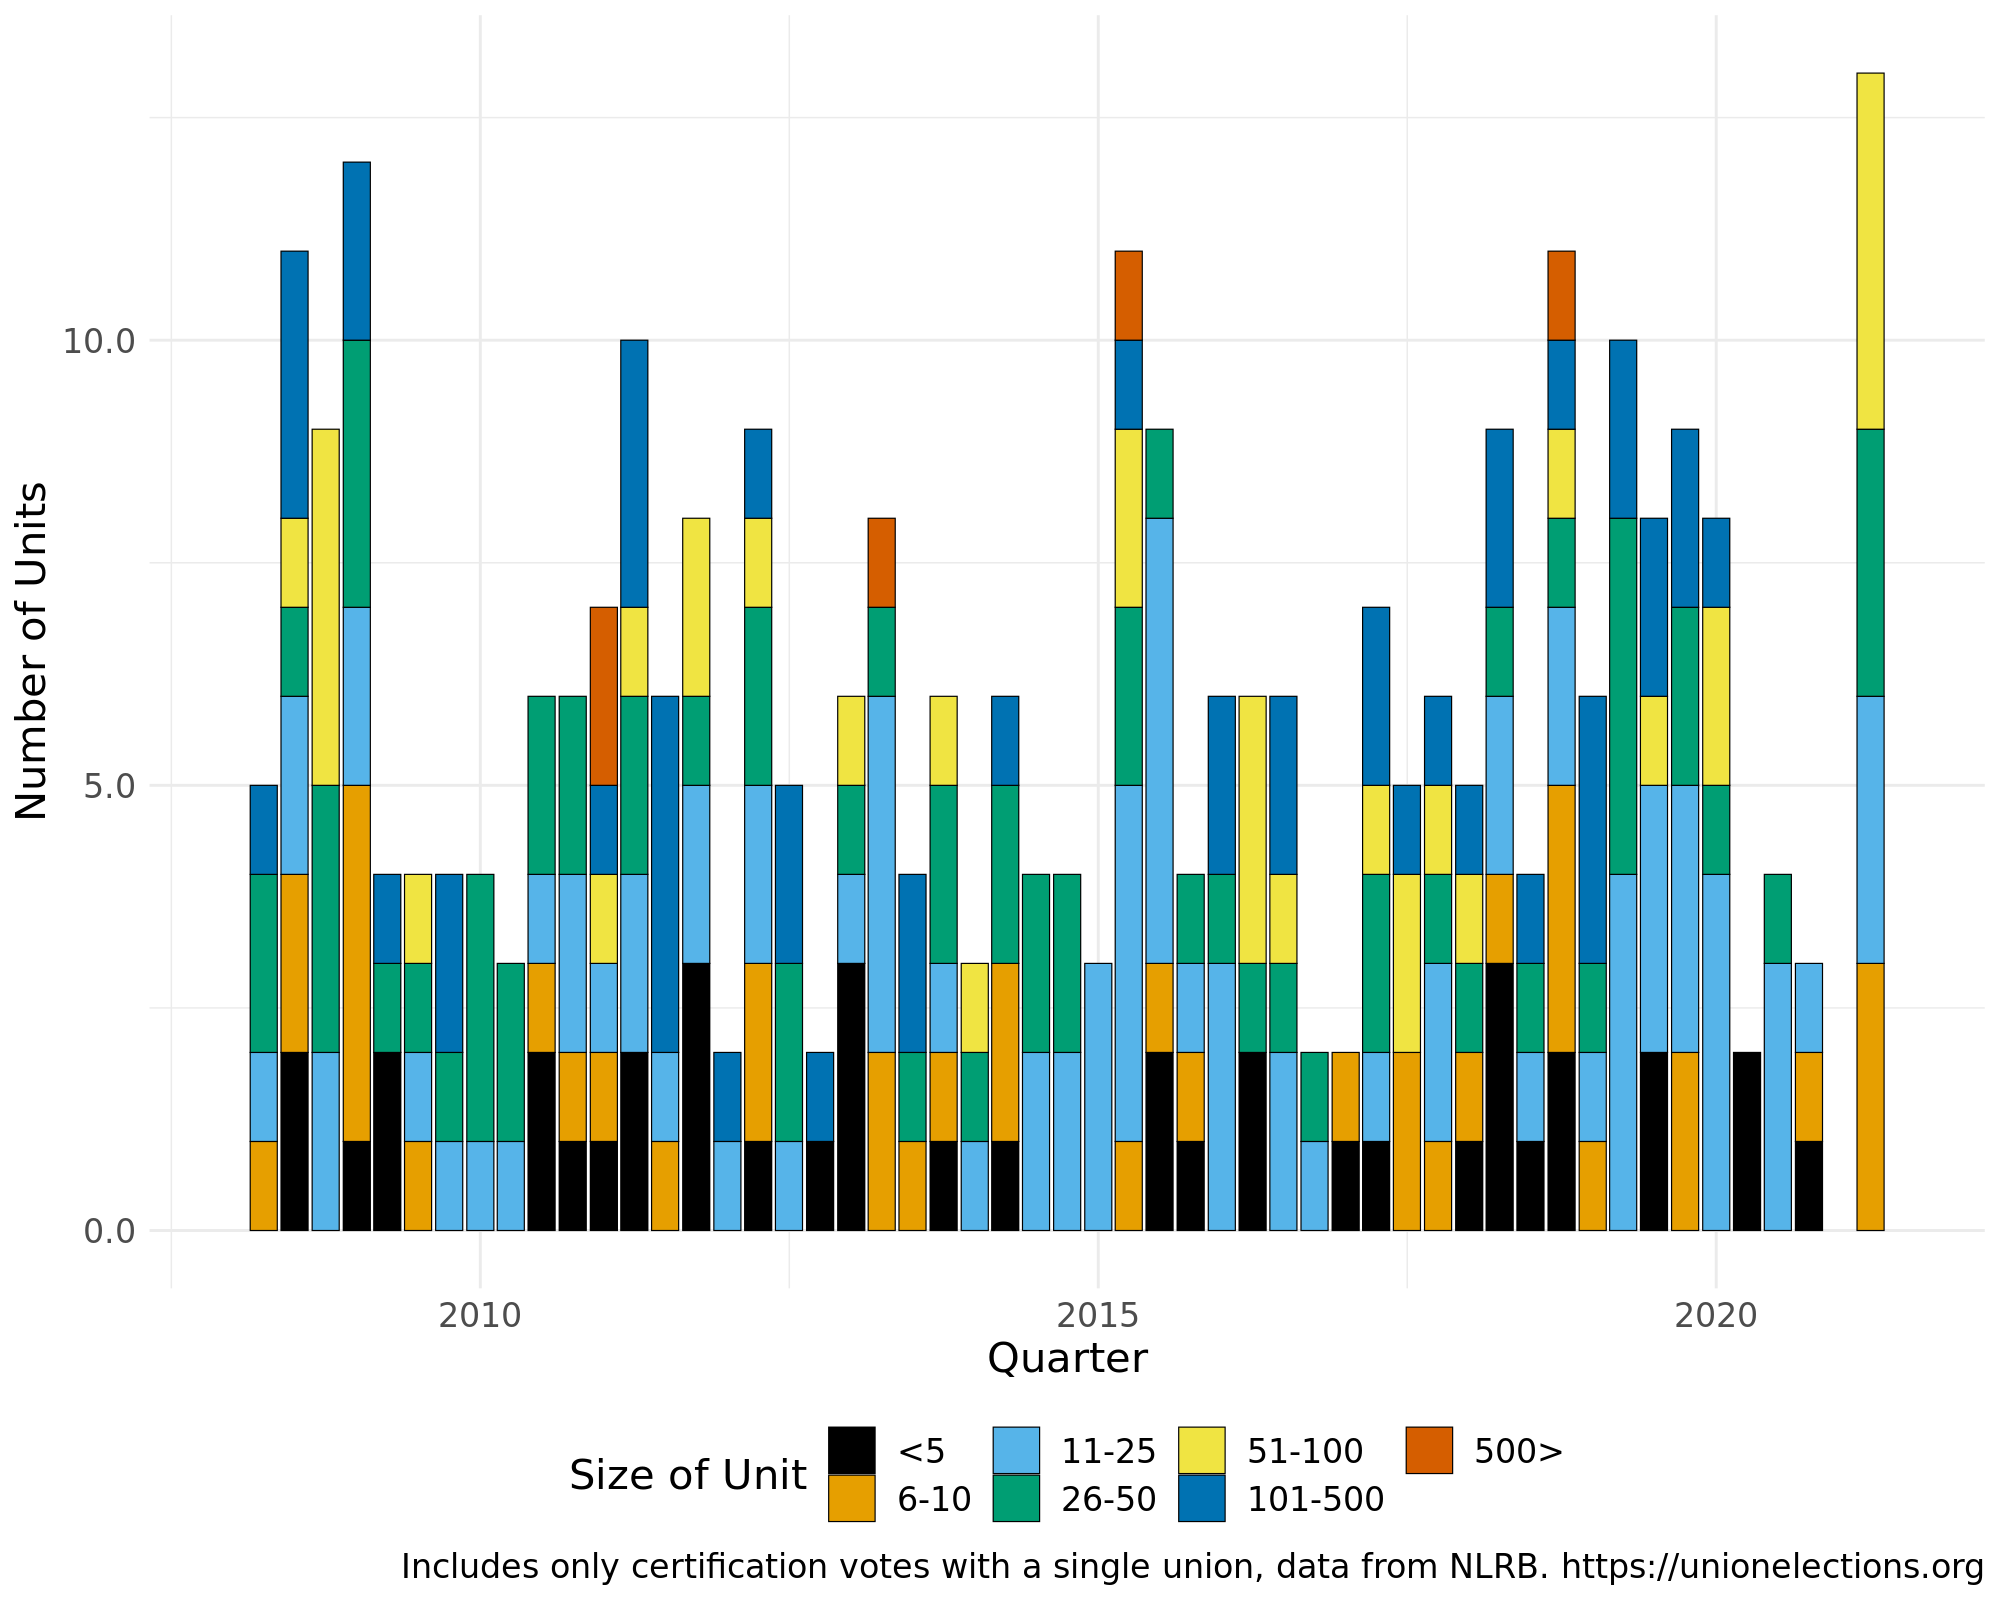 Number of Units
10.0
5.0
0.0
2010 2015 2020
Quarter
Size of Unit
<5 11-25 51-100 500>
6-10 26-50 101-500
Includes only certification votes with a single union, data from NLRB. https://unionelections.org